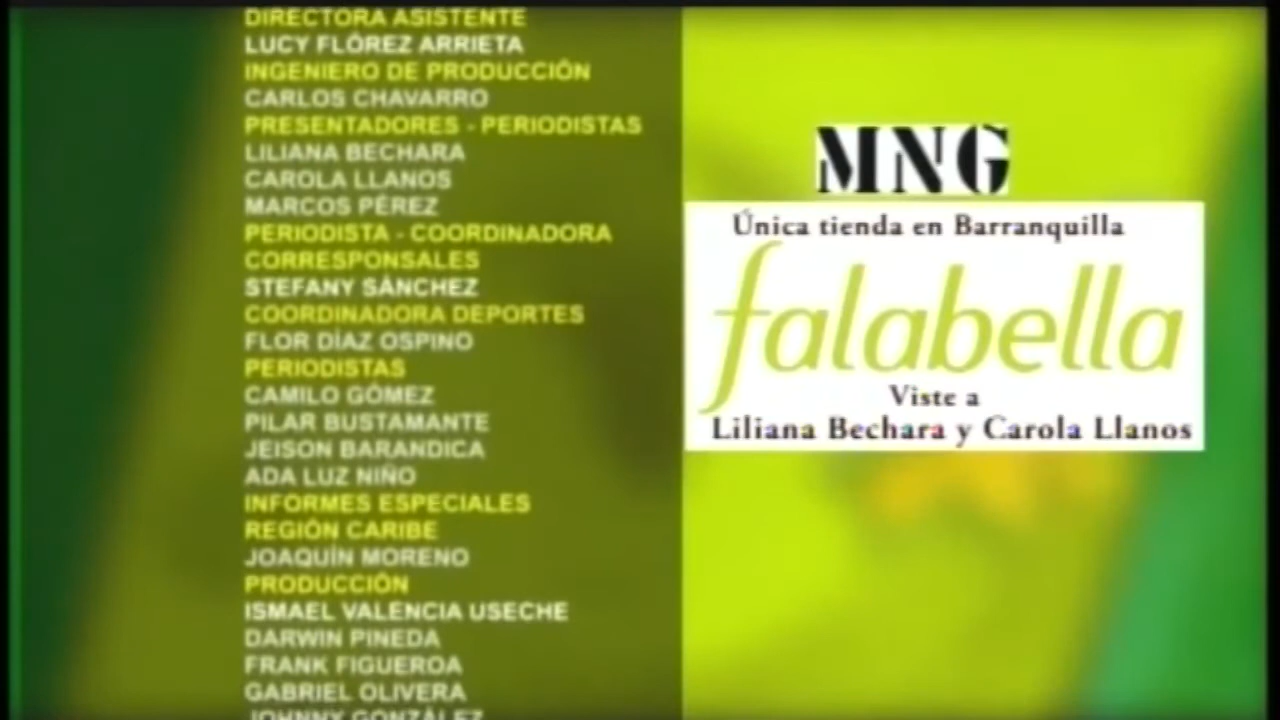 DIRECTORA ASISTENTE
LUCY FLÓREZ ARRIETA
INGENIERO DE PRODUCCIÓN
CARLOS CHAVARRO
PRESENTADORES - PERIODISTAS
LILIANA BECHARA
CAROLA LLANOS
MARCOS PÉREZ
PERIODISTA - COORDINADORA
CORRESPONSALES
STEFANY SÁNCHEZ
COORDINADORA DEPORTES
FLOR DÍAZ OSPINO
PERIODISTAS
CAMILO GÓMEZ
PILAR BUSTAMANTE
JEISON BARANDICA
ADA LUZ NIÑO
INFORMES ESPECIALES
REGIÓN CARIBE
JOAQUÍN MORENO
PRODUCCIÓN
ISMAEL VALENCIA USECHE
DARWIN PINEDA
FRANK FIGUEROA
GABRIEL OLIVERA
JOHNNY GONZÁLEZ
MNG
Única tienda en Barranquilla
falabella
Viste a
Liliana Bechara y Carola Llanos